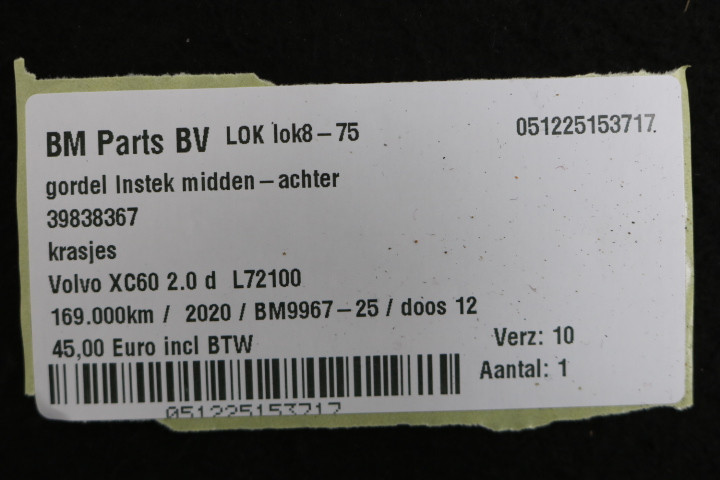 BM Parts BV LOK lok8-75 051225153717
gordel Instek midden-achter
39838367
krasjes
Volvo XC60 2.0 d L72100
169.000km / 2020 / BM9967-25 / doos 12
45,00 Euro incl BTW
Verz: 10
Aantal: 1
051225153717